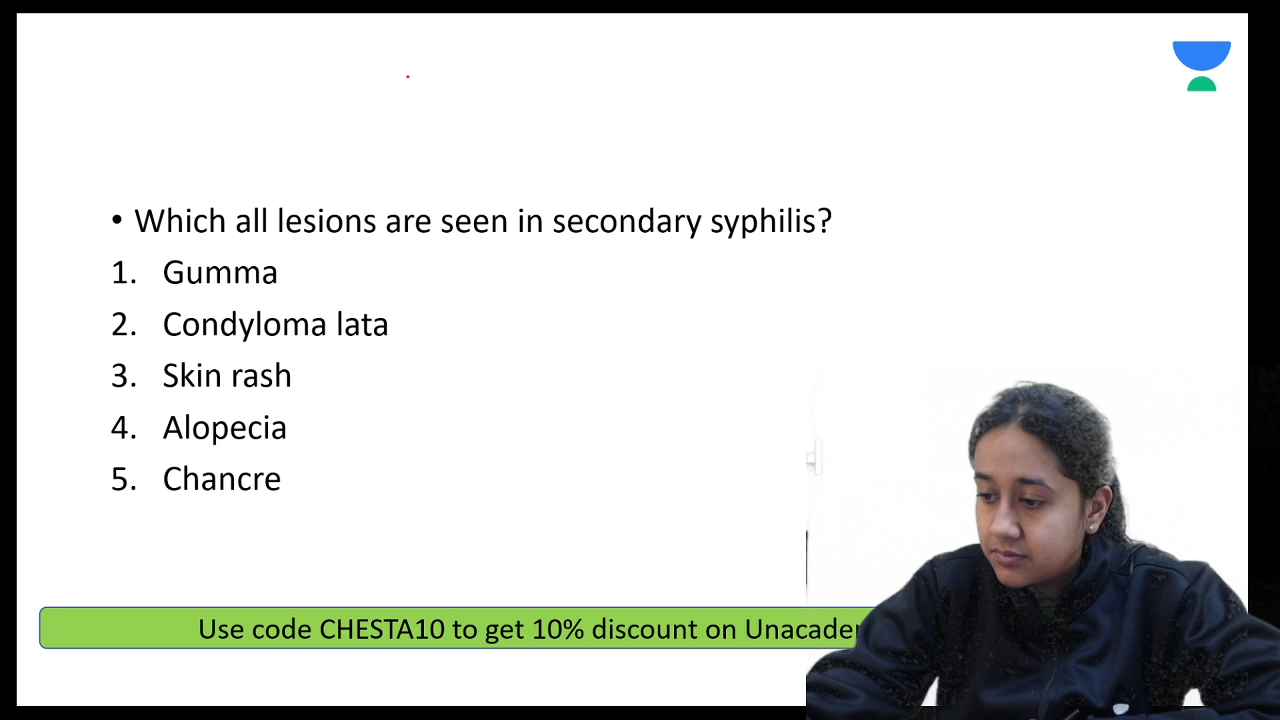 • Which all lesions are seen in secondary syphilis?
1. Gumma
2. Condyloma lata
3. Skin rash
4. Alopecia
5. Chancre
Use code CHESTA10 to get 10% discount on